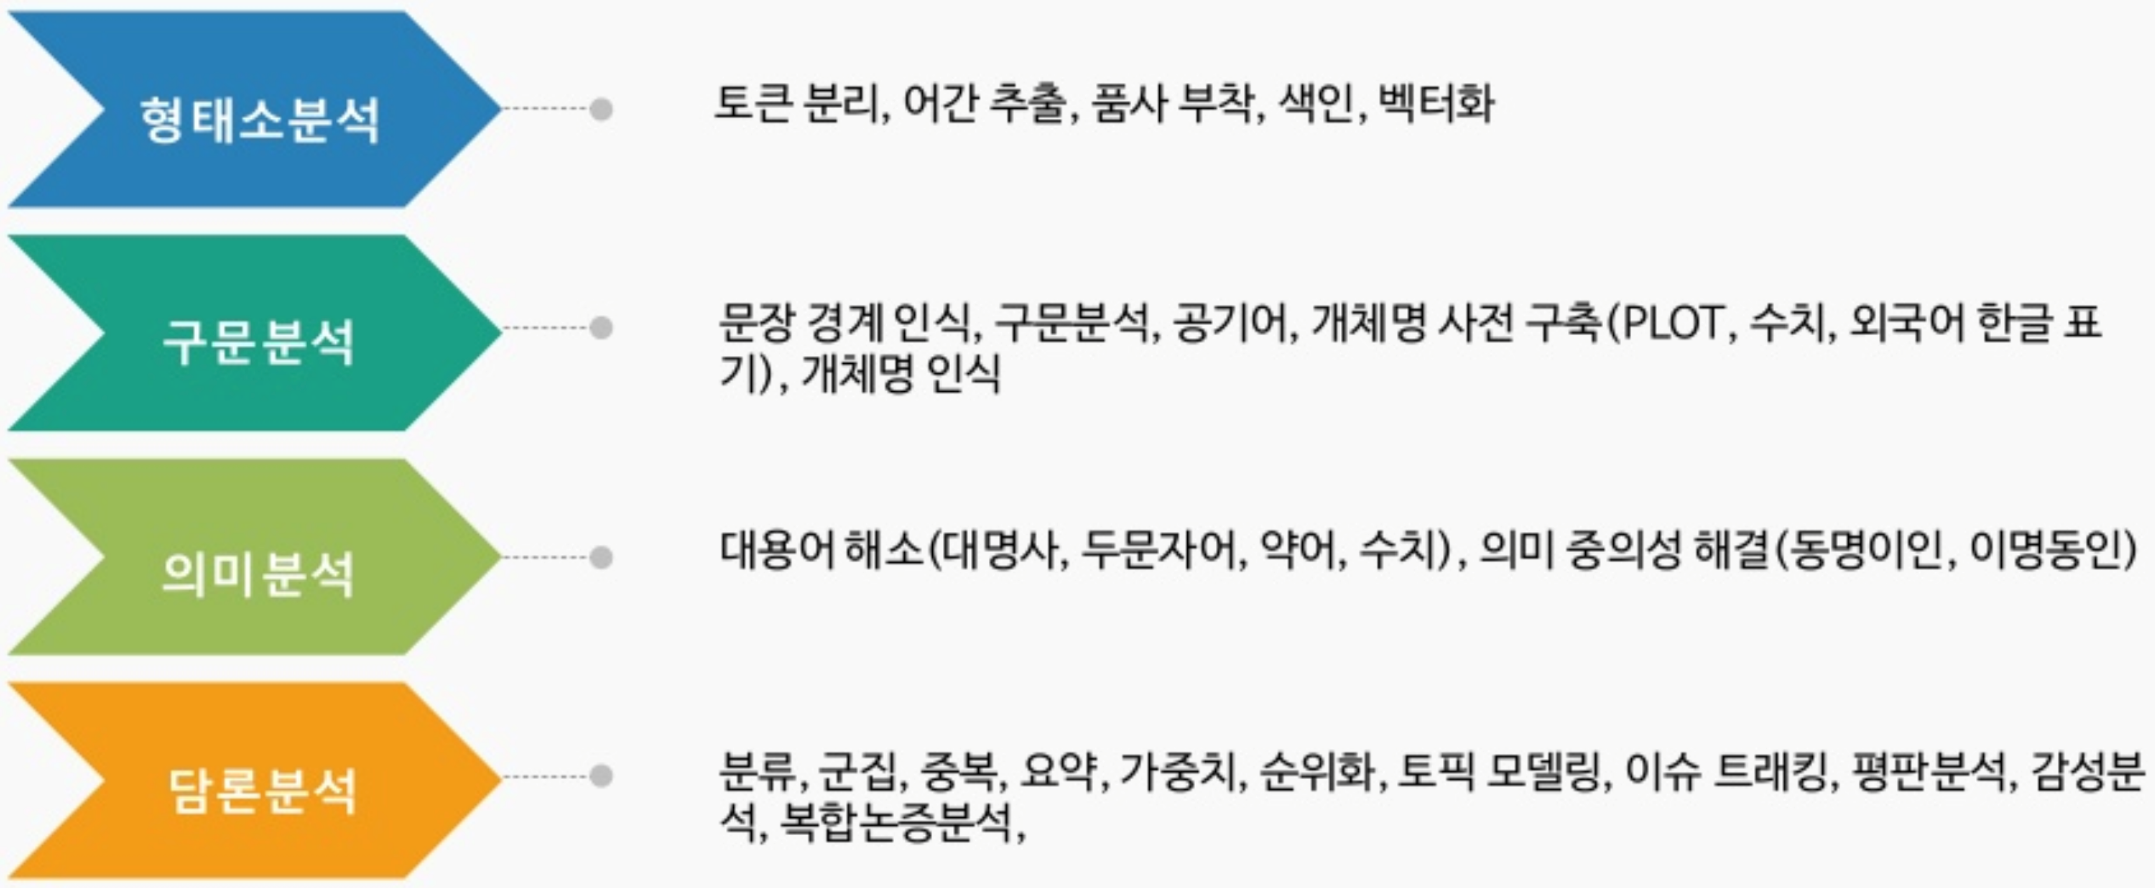 형태소분석
토큰 분리, 어간 추출, 품사 부착, 색인, 벡터화
구문분석
문장 경계 인식, 구문분석, 공기어, 개체명 사전 구축(PLOT, 수치, 외국어 한글 표
기), 개체명 인식
의미분석
대용어 해소(대명사, 두문자어, 약어, 수치), 의미 중의성 해결(동명이인, 이명동인)
담론분석
분류, 군집, 중복, 요약, 가중치, 순위화, 토픽 모델링, 이슈 트래킹, 평판분석, 감성분
석, 복합논증분석,